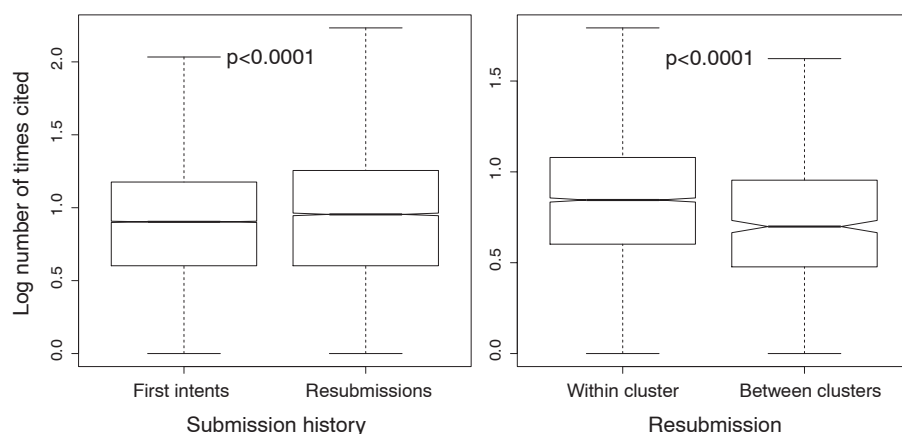 Log number of times cited
2.0
1.5
1.0
0.5
0.0
p<0.0001
First intents
Resubmissions
Submission history
1.5
1.0
0.5
0.0
p<0.0001
Within cluster
Between clusters
Resubmission